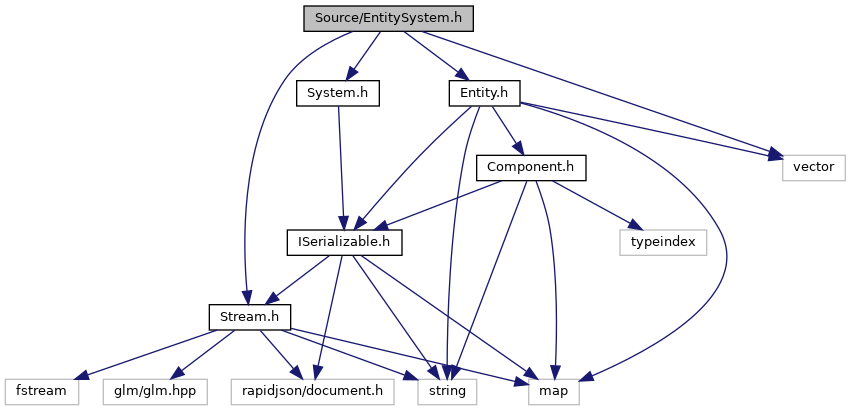 Source/EntitySystem.h
System.h
Entity.h
Component.h
vector
ISerializable.h
typeindex
Stream.h
fstream
glm/glm.hpp
rapidjson/document.h
string
map